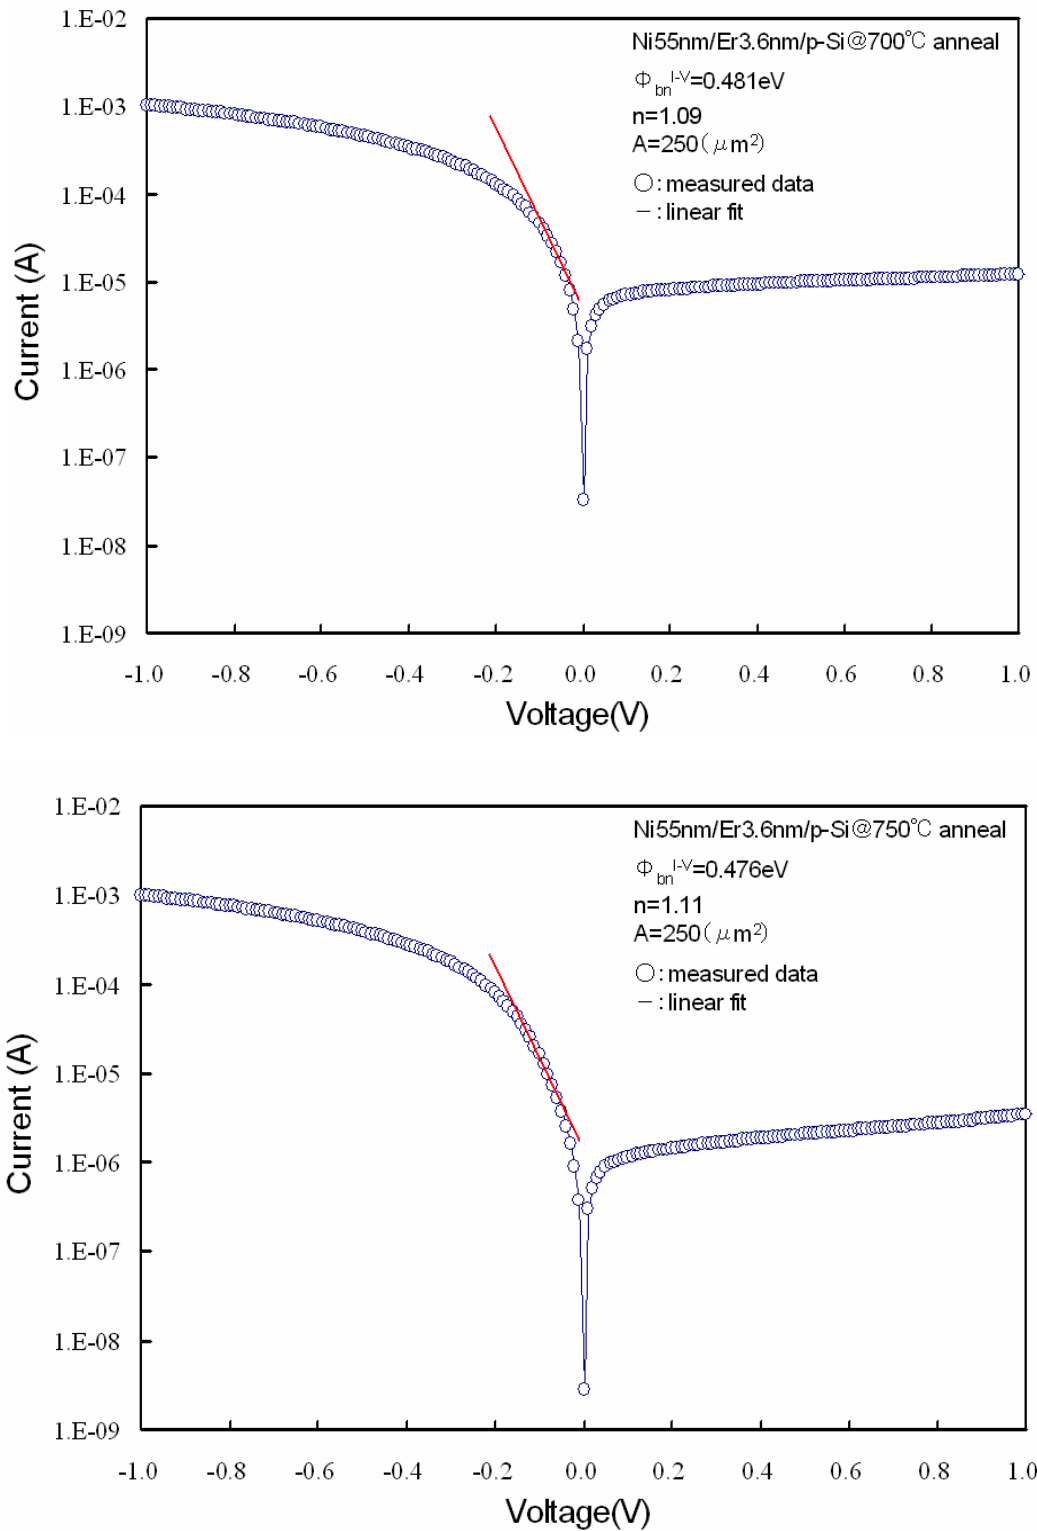 1.E-02
1.E-03
1.E-04
1.E-05
1.E-06
1.E-07
1.E-08
1.E-09
Current (A)
Ni55nm/Er3.6nm/p-Si@700℃ anneal
Φbn I-V=0.481eV
n=1.09
A=250(μm²)
○: measured data
－: linear fit
-1.0 -0.8 -0.6 -0.4 -0.2 0.0 0.2 0.4 0.6 0.8 1.0
Voltage(V)
1.E-02
1.E-03
1.E-04
1.E-05
1.E-06
1.E-07
1.E-08
1.E-09
Current (A)
Ni55nm/Er3.6nm/p-Si@750℃ anneal
Φbn I-V=0.476eV
n=1.11
A=250(μm²)
○: measured data
－: linear fit
-1.0 -0.8 -0.6 -0.4 -0.2 0.0 0.2 0.4 0.6 0.8 1.0
Voltage(V)